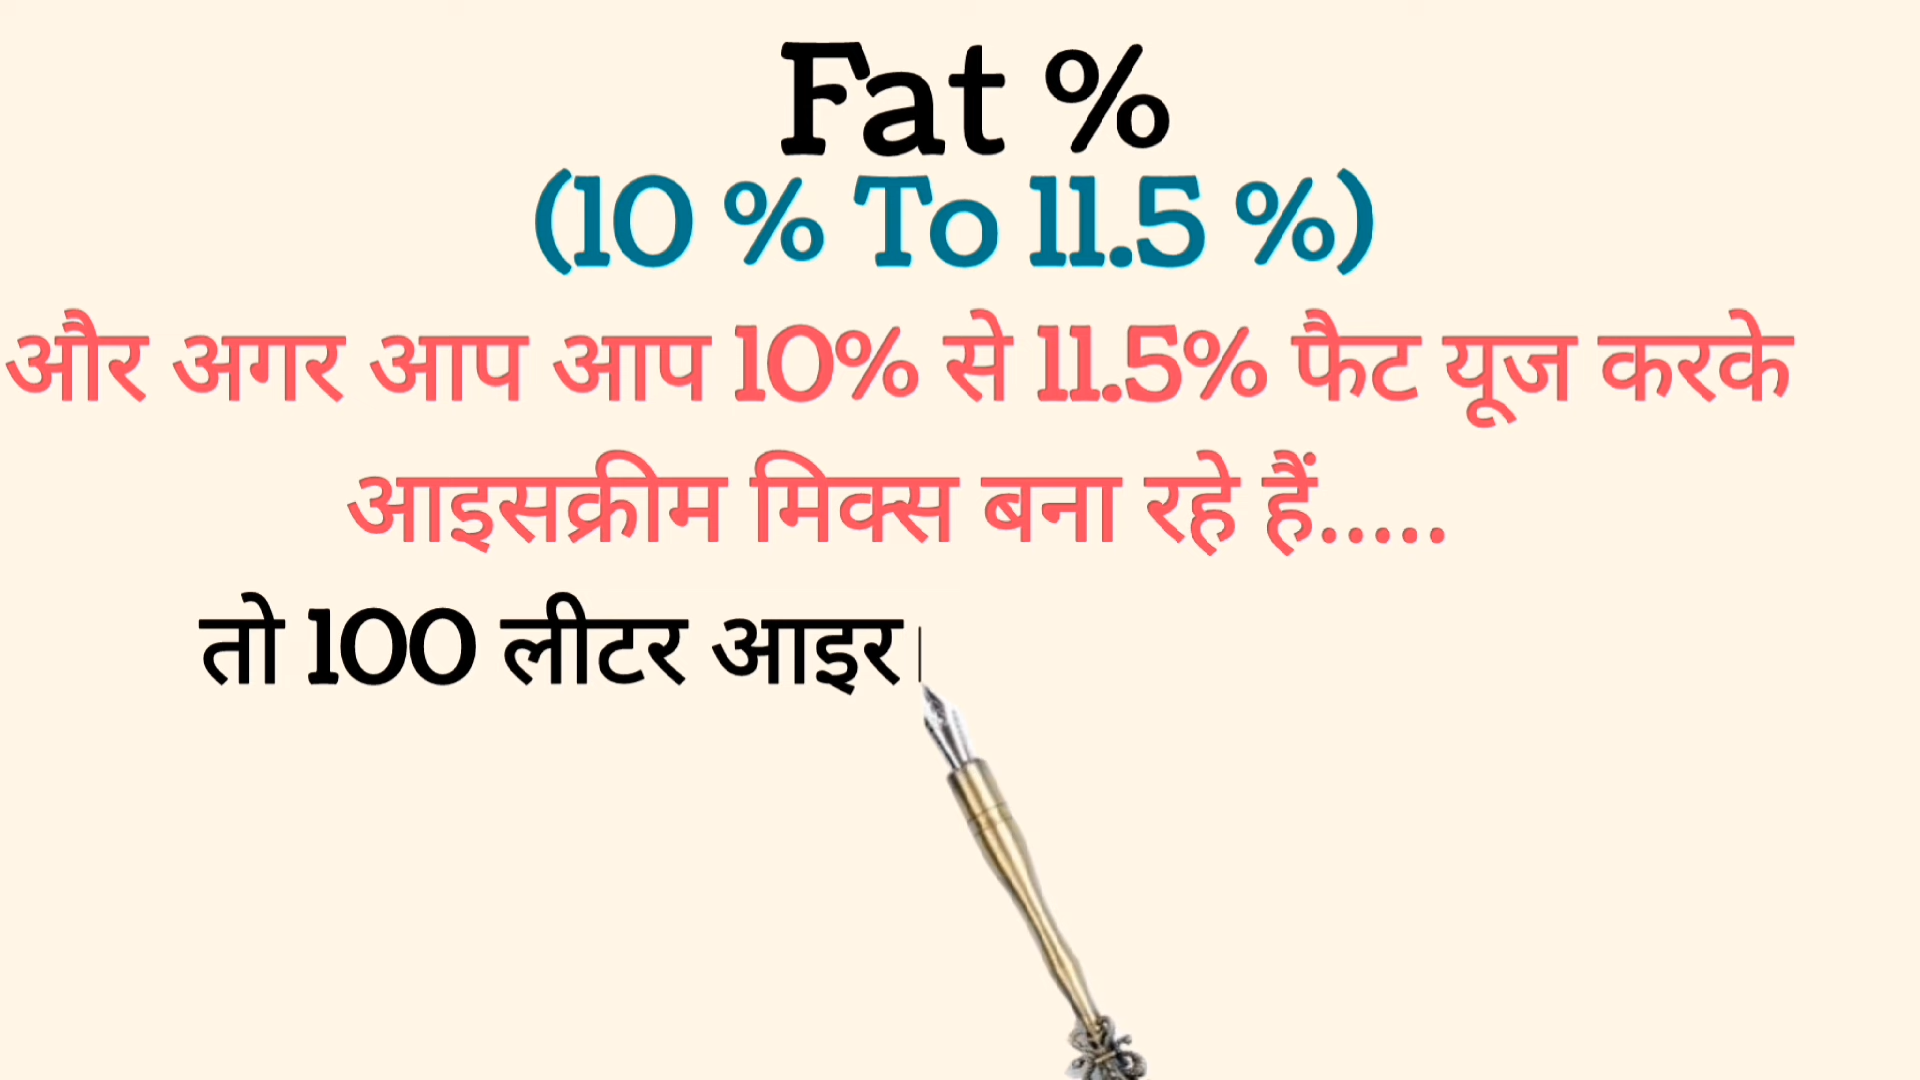 Fat %
(10 % To 11.5 %)
और अगर आप आप 10% से 11.5% फैट यूज करके
आइसक्रीम मिक्स बना रहे हैं.....
तो 100 लीटर आइर